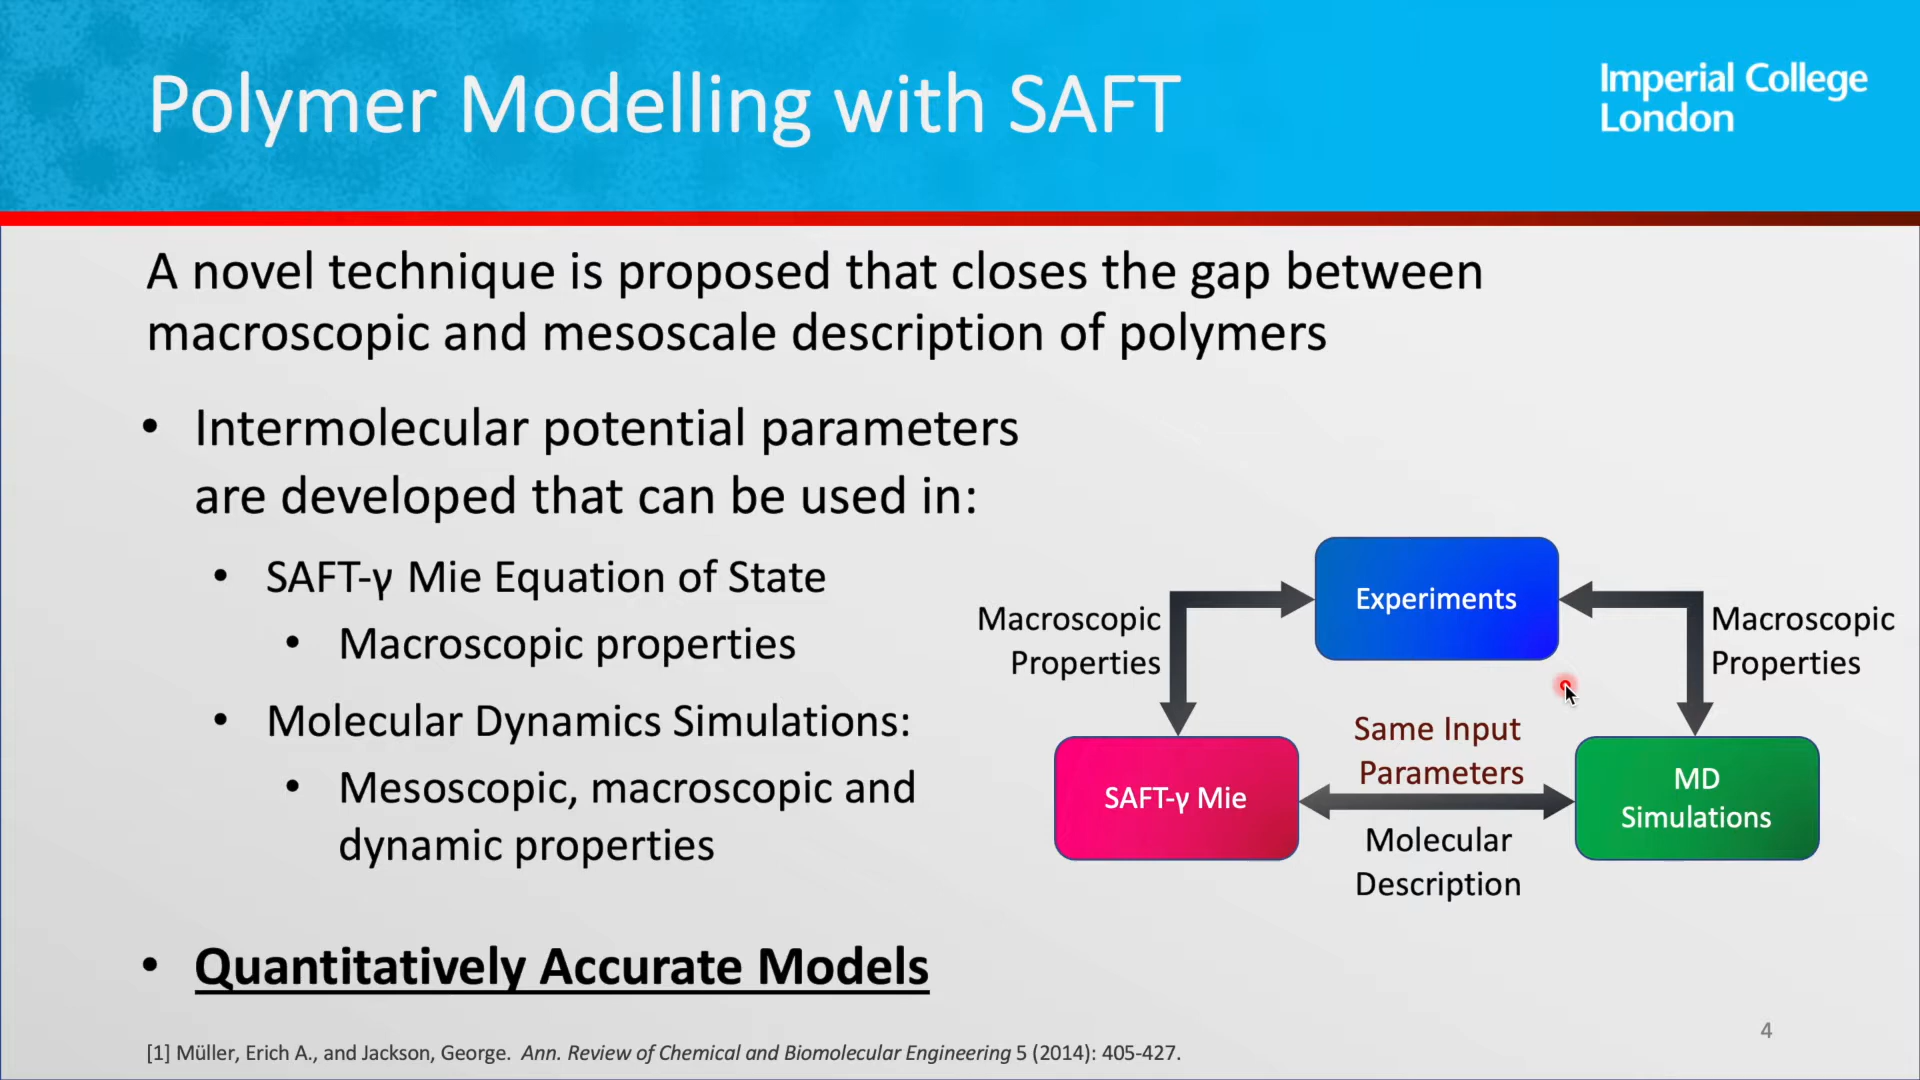 Polymer Modelling with SAFT
Imperial College
London
A novel technique is proposed that closes the gap between
macroscopic and mesoscale description of polymers
• Intermolecular potential parameters
are developed that can be used in:
• SAFT-γ Mie Equation of State
• Macroscopic properties
• Molecular Dynamics Simulations:
• Mesoscopic, macroscopic and
dynamic properties
• Quantitatively Accurate Models
Experiments
Macroscopic
Properties
Macroscopic
Properties
Same Input
Parameters
SAFT-γ Mie
MD
Simulations
Molecular
Description
4
[1] Müller, Erich A., and Jackson, George. Ann. Review of Chemical and Biomolecular Engineering 5 (2014): 405-427.